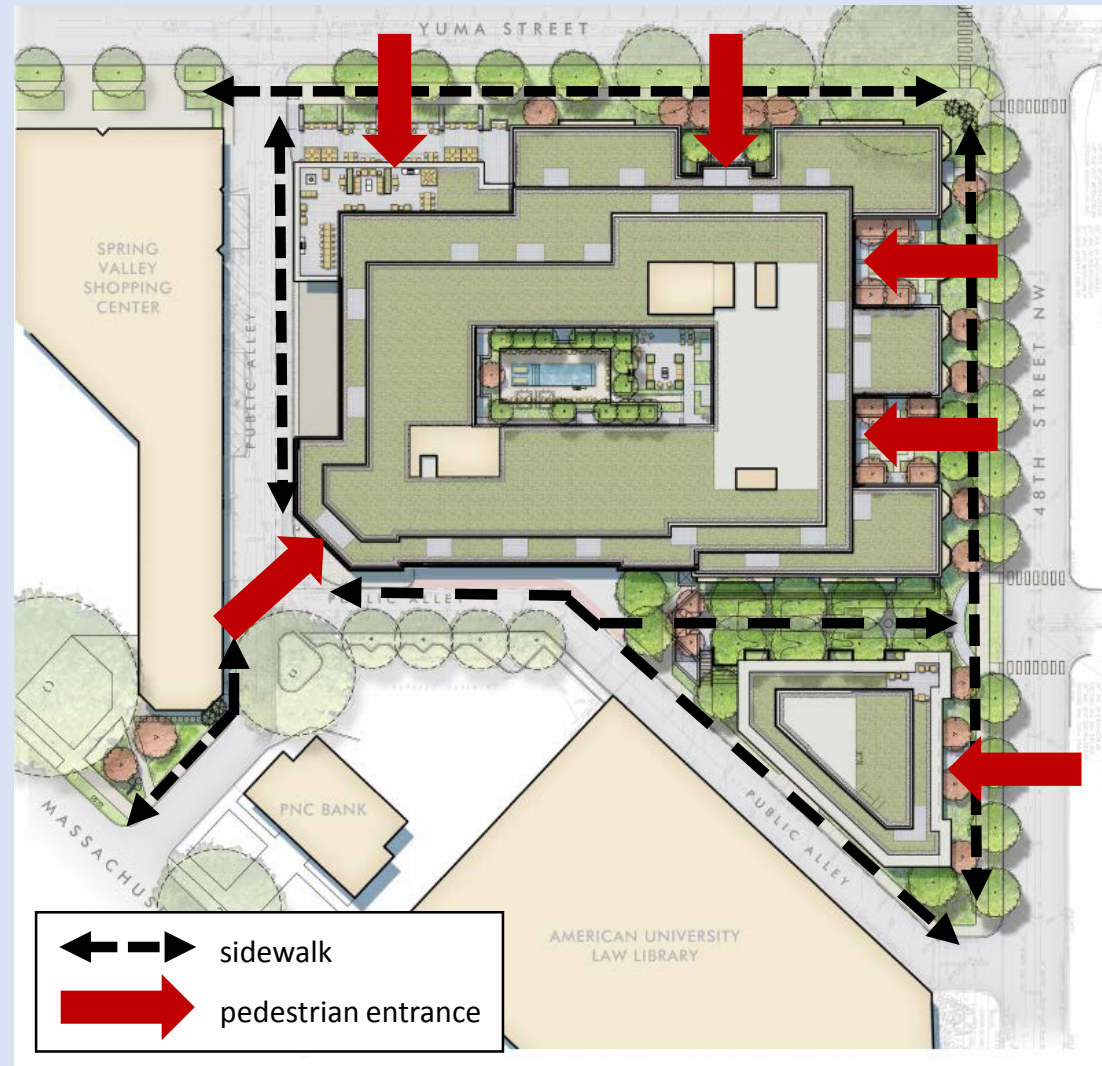 YUMA STREET
SPRING
VALLEY
SHOPPING
CENTER
PUBLIC ALLEY
48TH STREET NW
PUBLIC ALLEY
PNC BANK
PUBLIC ALLEY
MASSACHUS
AMERICAN UNIVERSITY
LAW LIBRARY
sidewalk
pedestrian entrance